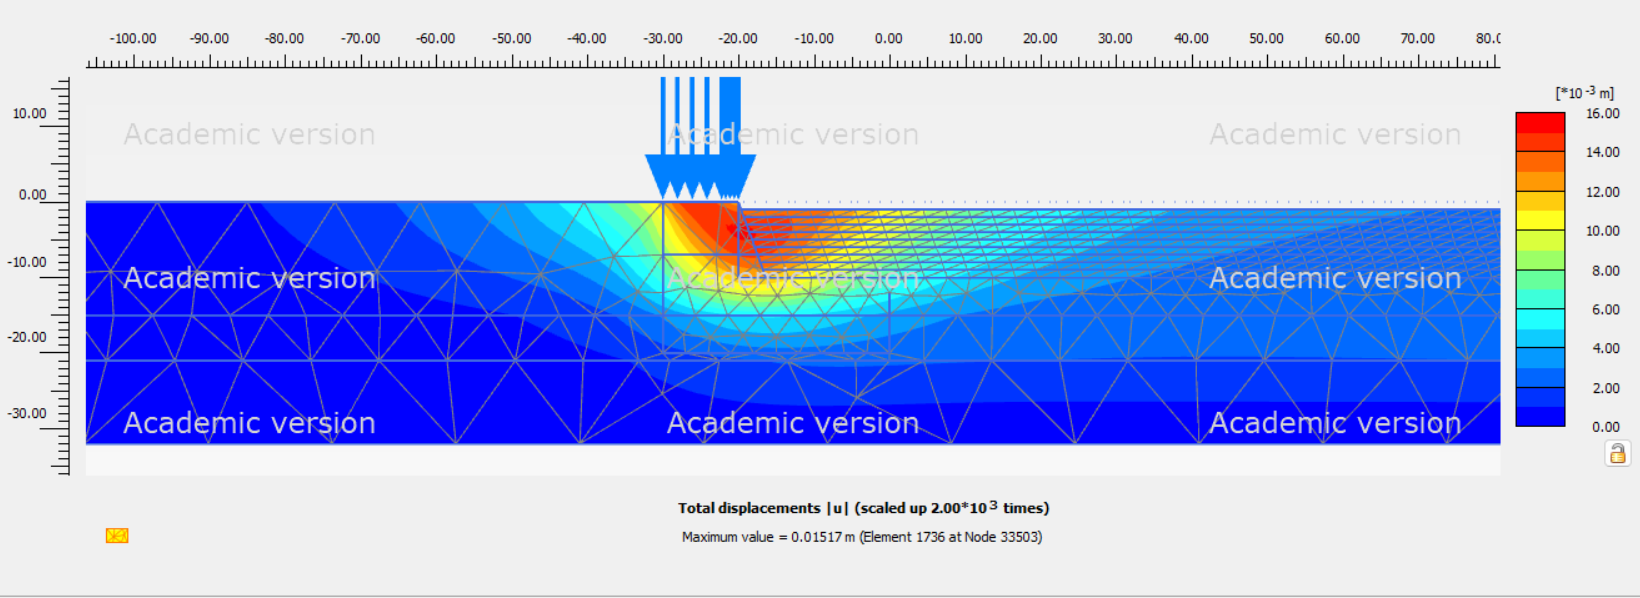 -100.00 -90.00 -80.00 -70.00 -60.00 -50.00 -40.00 -30.00 -20.00 -10.00 0.00 10.00 20.00 30.00 40.00 50.00 60.00 70.00 80.0
[*10 -3 m]
10.00
0.00
-10.00
-20.00
-30.00
Academic version Academic version Academic version
Academic version Academic version Academic version
Academic version Academic version Academic version
16.00
14.00
12.00
10.00
8.00
6.00
4.00
2.00
0.00
Total displacements |u| (scaled up 2.00*10 3 times)
Maximum value = 0.01517 m (Element 1736 at Node 33503)